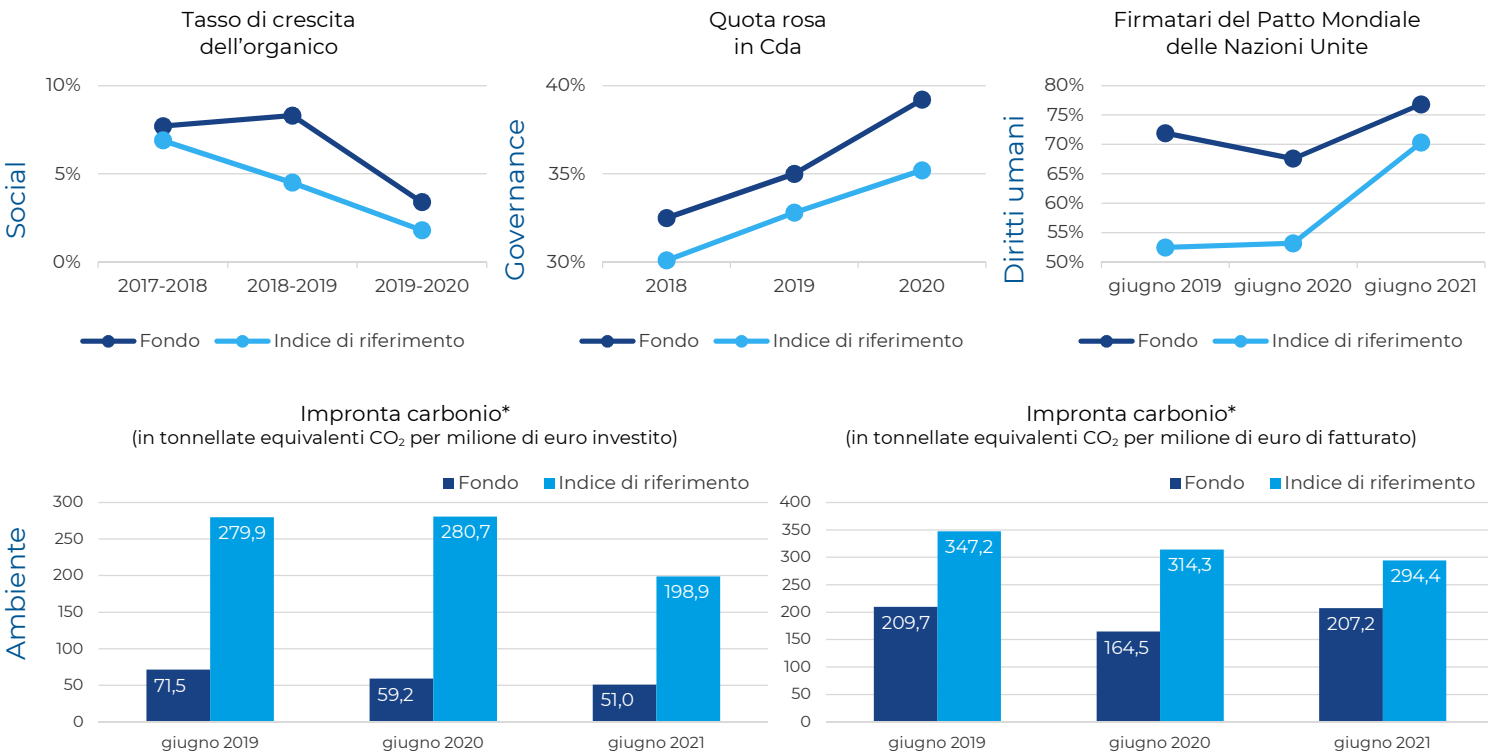 Tasso di crescita
dell'organico
Social
10%
5%
0%
2017-2018
2018-2019
2019-2020
Fondo
Indice di riferimento
Quota rosa
in Cda
Governance
40%
35%
30%
2018
2019
2020
Fondo
Indice di riferimento
Firmatari del Patto Mondiale
delle Nazioni Unite
Diritti umani
80%
75%
70%
65%
60%
55%
50%
giugno 2019
giugno 2020
giugno 2021
Fondo
Indice di riferimento
Ambiente
Impronta carbonio*
(in tonnellate equivalenti CO₂ per milione di euro investito)
Fondo
Indice di riferimento
300
250
200
150
100
50
0
71,5
279,9
59,2
280,7
51,0
198,9
giugno 2019
giugno 2020
giugno 2021
Impronta carbonio*
(in tonnellate equivalenti CO₂ per milione di euro di fatturato)
Fondo
Indice di riferimento
400
350
300
250
200
150
100
50
0
209,7
347,2
164,5
314,3
207,2
294,4
giugno 2019
giugno 2020
giugno 2021